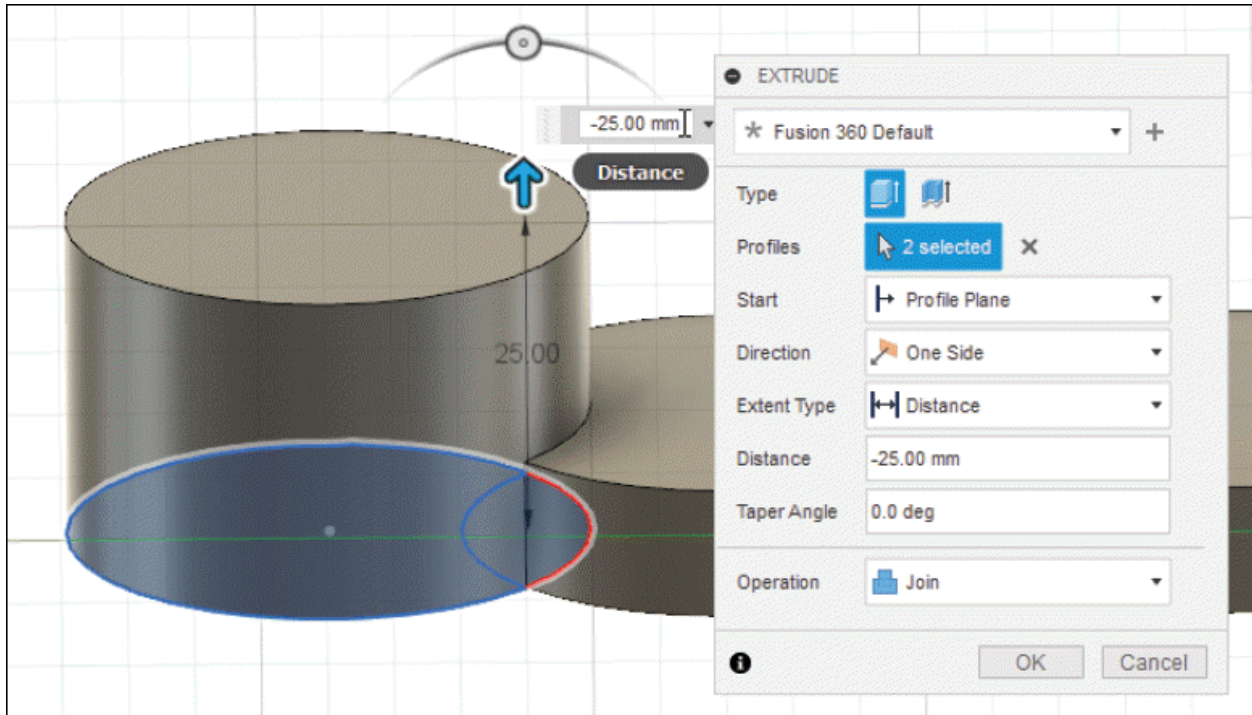 -25.00 mm
Distance
25.00
EXTRUDE
Fusion 360 Default
Type
Profiles 2 selected
Start Profile Plane
Direction One Side
Extent Type Distance
Distance -25.00 mm
Taper Angle 0.0 deg
Operation Join
OK Cancel